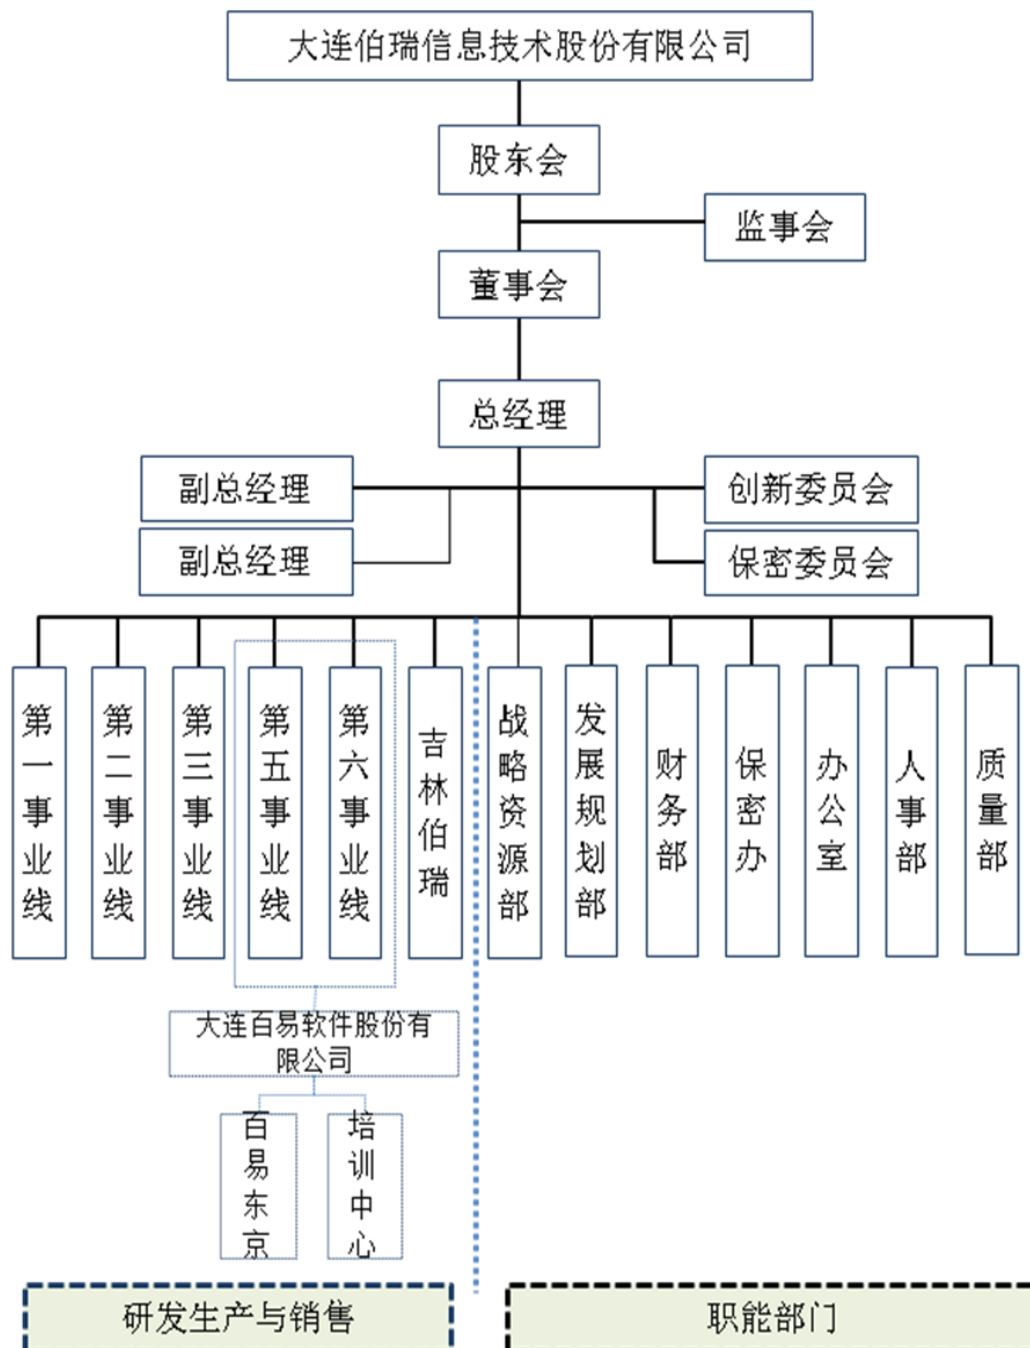 大连伯瑞信息技术股份有限公司
股东会
监事会
董事会
总经理
副总经理
创新委员会
副总经理
保密委员会
第一事业线
第二事业线
第三事业线
第五事业线
第六事业线
吉林伯瑞
战略资源部
发展规划部
财务部
保密办
办公室
人事部
质量部
大连百易软件股份有
限公司
百易东京
培训中心
研发生产与销售
职能部门